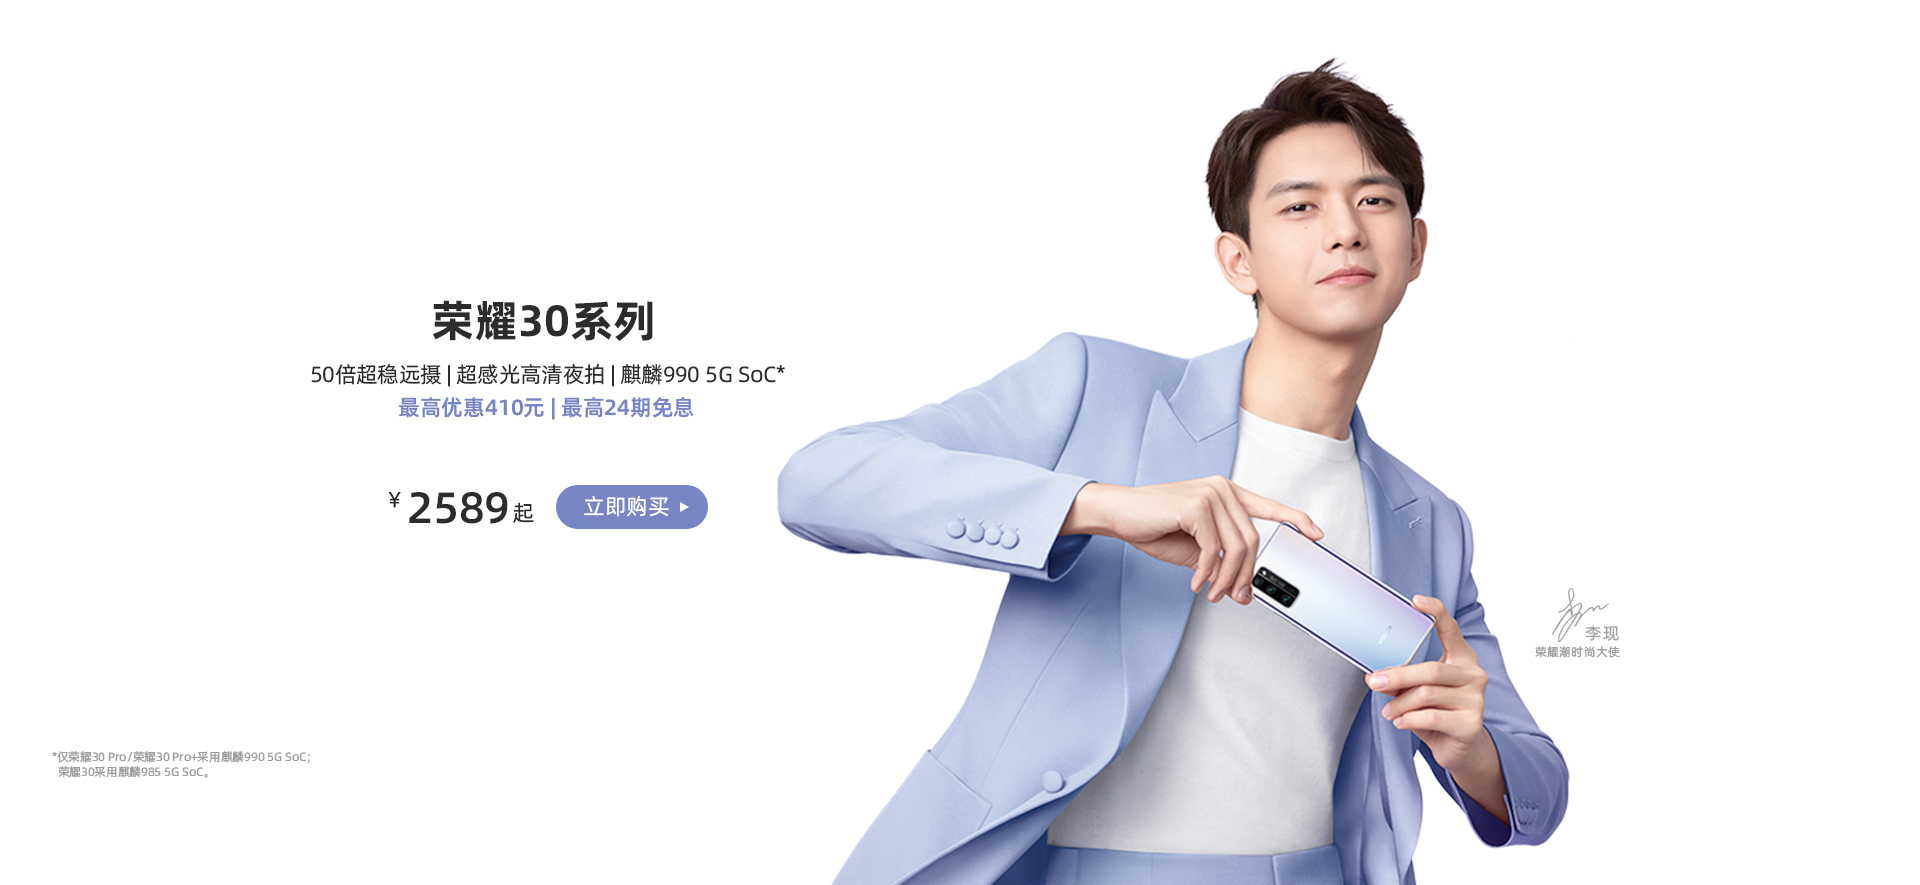 荣耀30系列
50倍超稳远摄 | 超感光高清夜拍 | 麒麟990 5G SoC*
最高优惠410元 | 最高24期免息
¥ 2589起
立即购买
李现
荣耀潮时尚大使
*仅荣耀30 Pro/荣耀30 Pro+采用麒麟990 5G SoC;
荣耀30采用麒麟985 5G SoC。